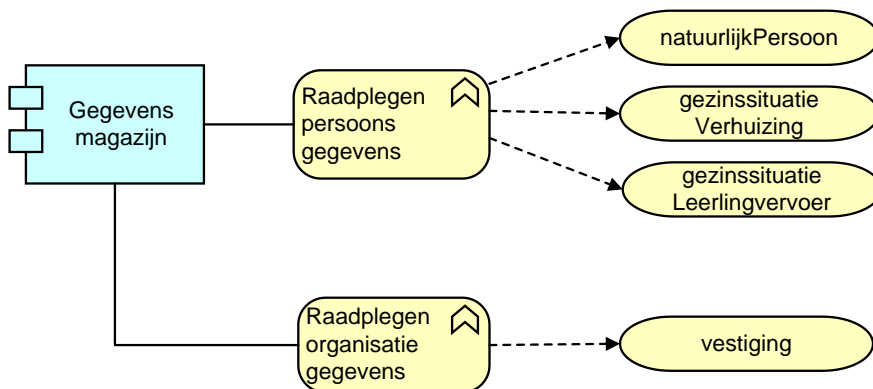 Gegevens
magazijn
Raadplegen
persoons
gegevens
natuurlijkPersoon
gezinssituatie
Verhuizing
gezinssituatie
Leerlingvervoer
Raadplegen
organisatie
gegevens
vestiging